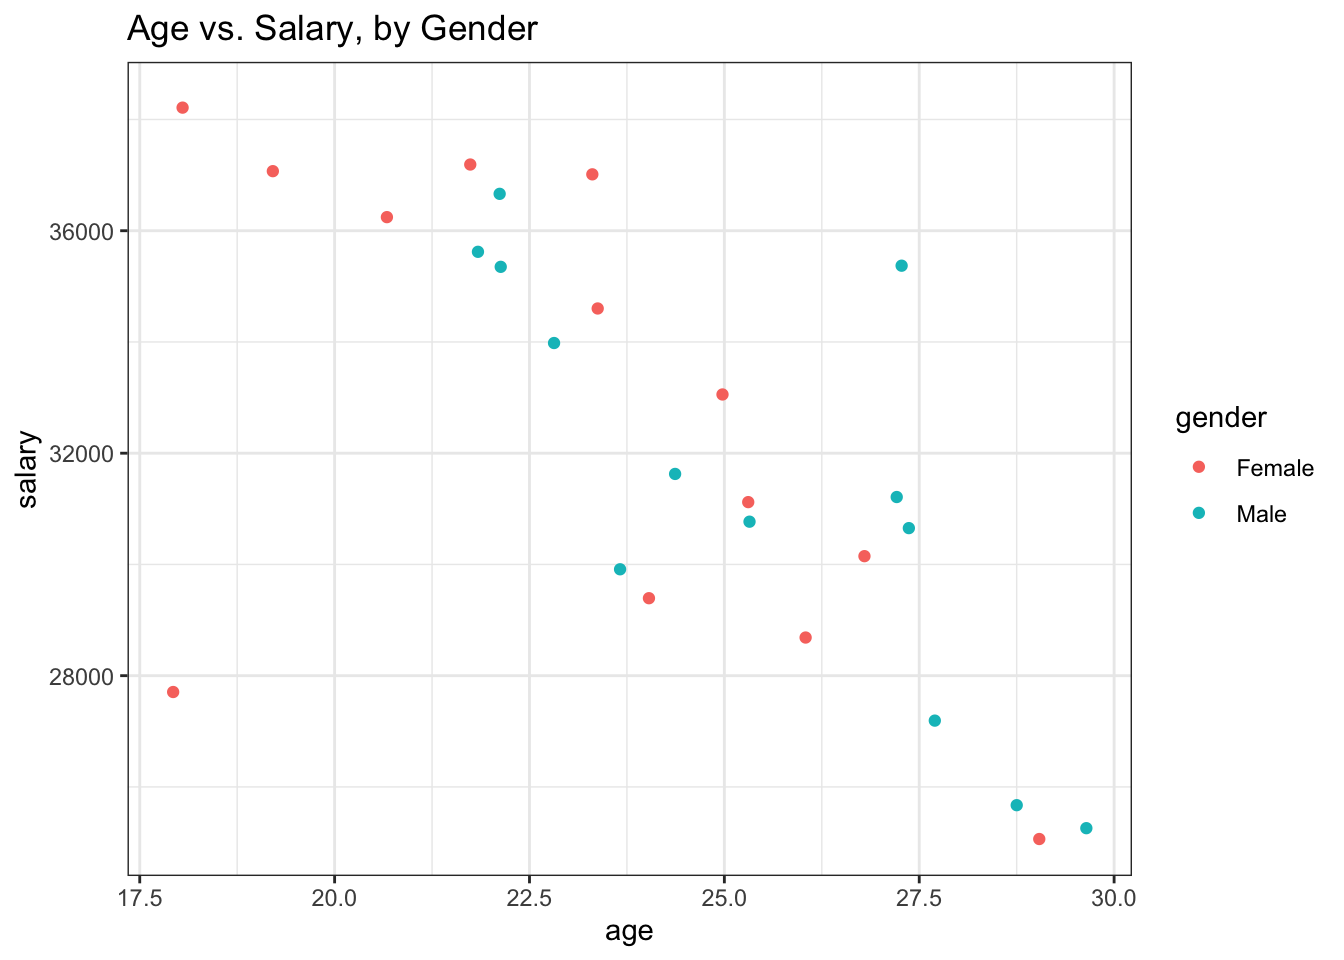 Age vs. Salary, by Gender
36000
32000
28000
salary
17.5 20.0 22.5 25.0 27.5 30.0
age
gender
Female
Male